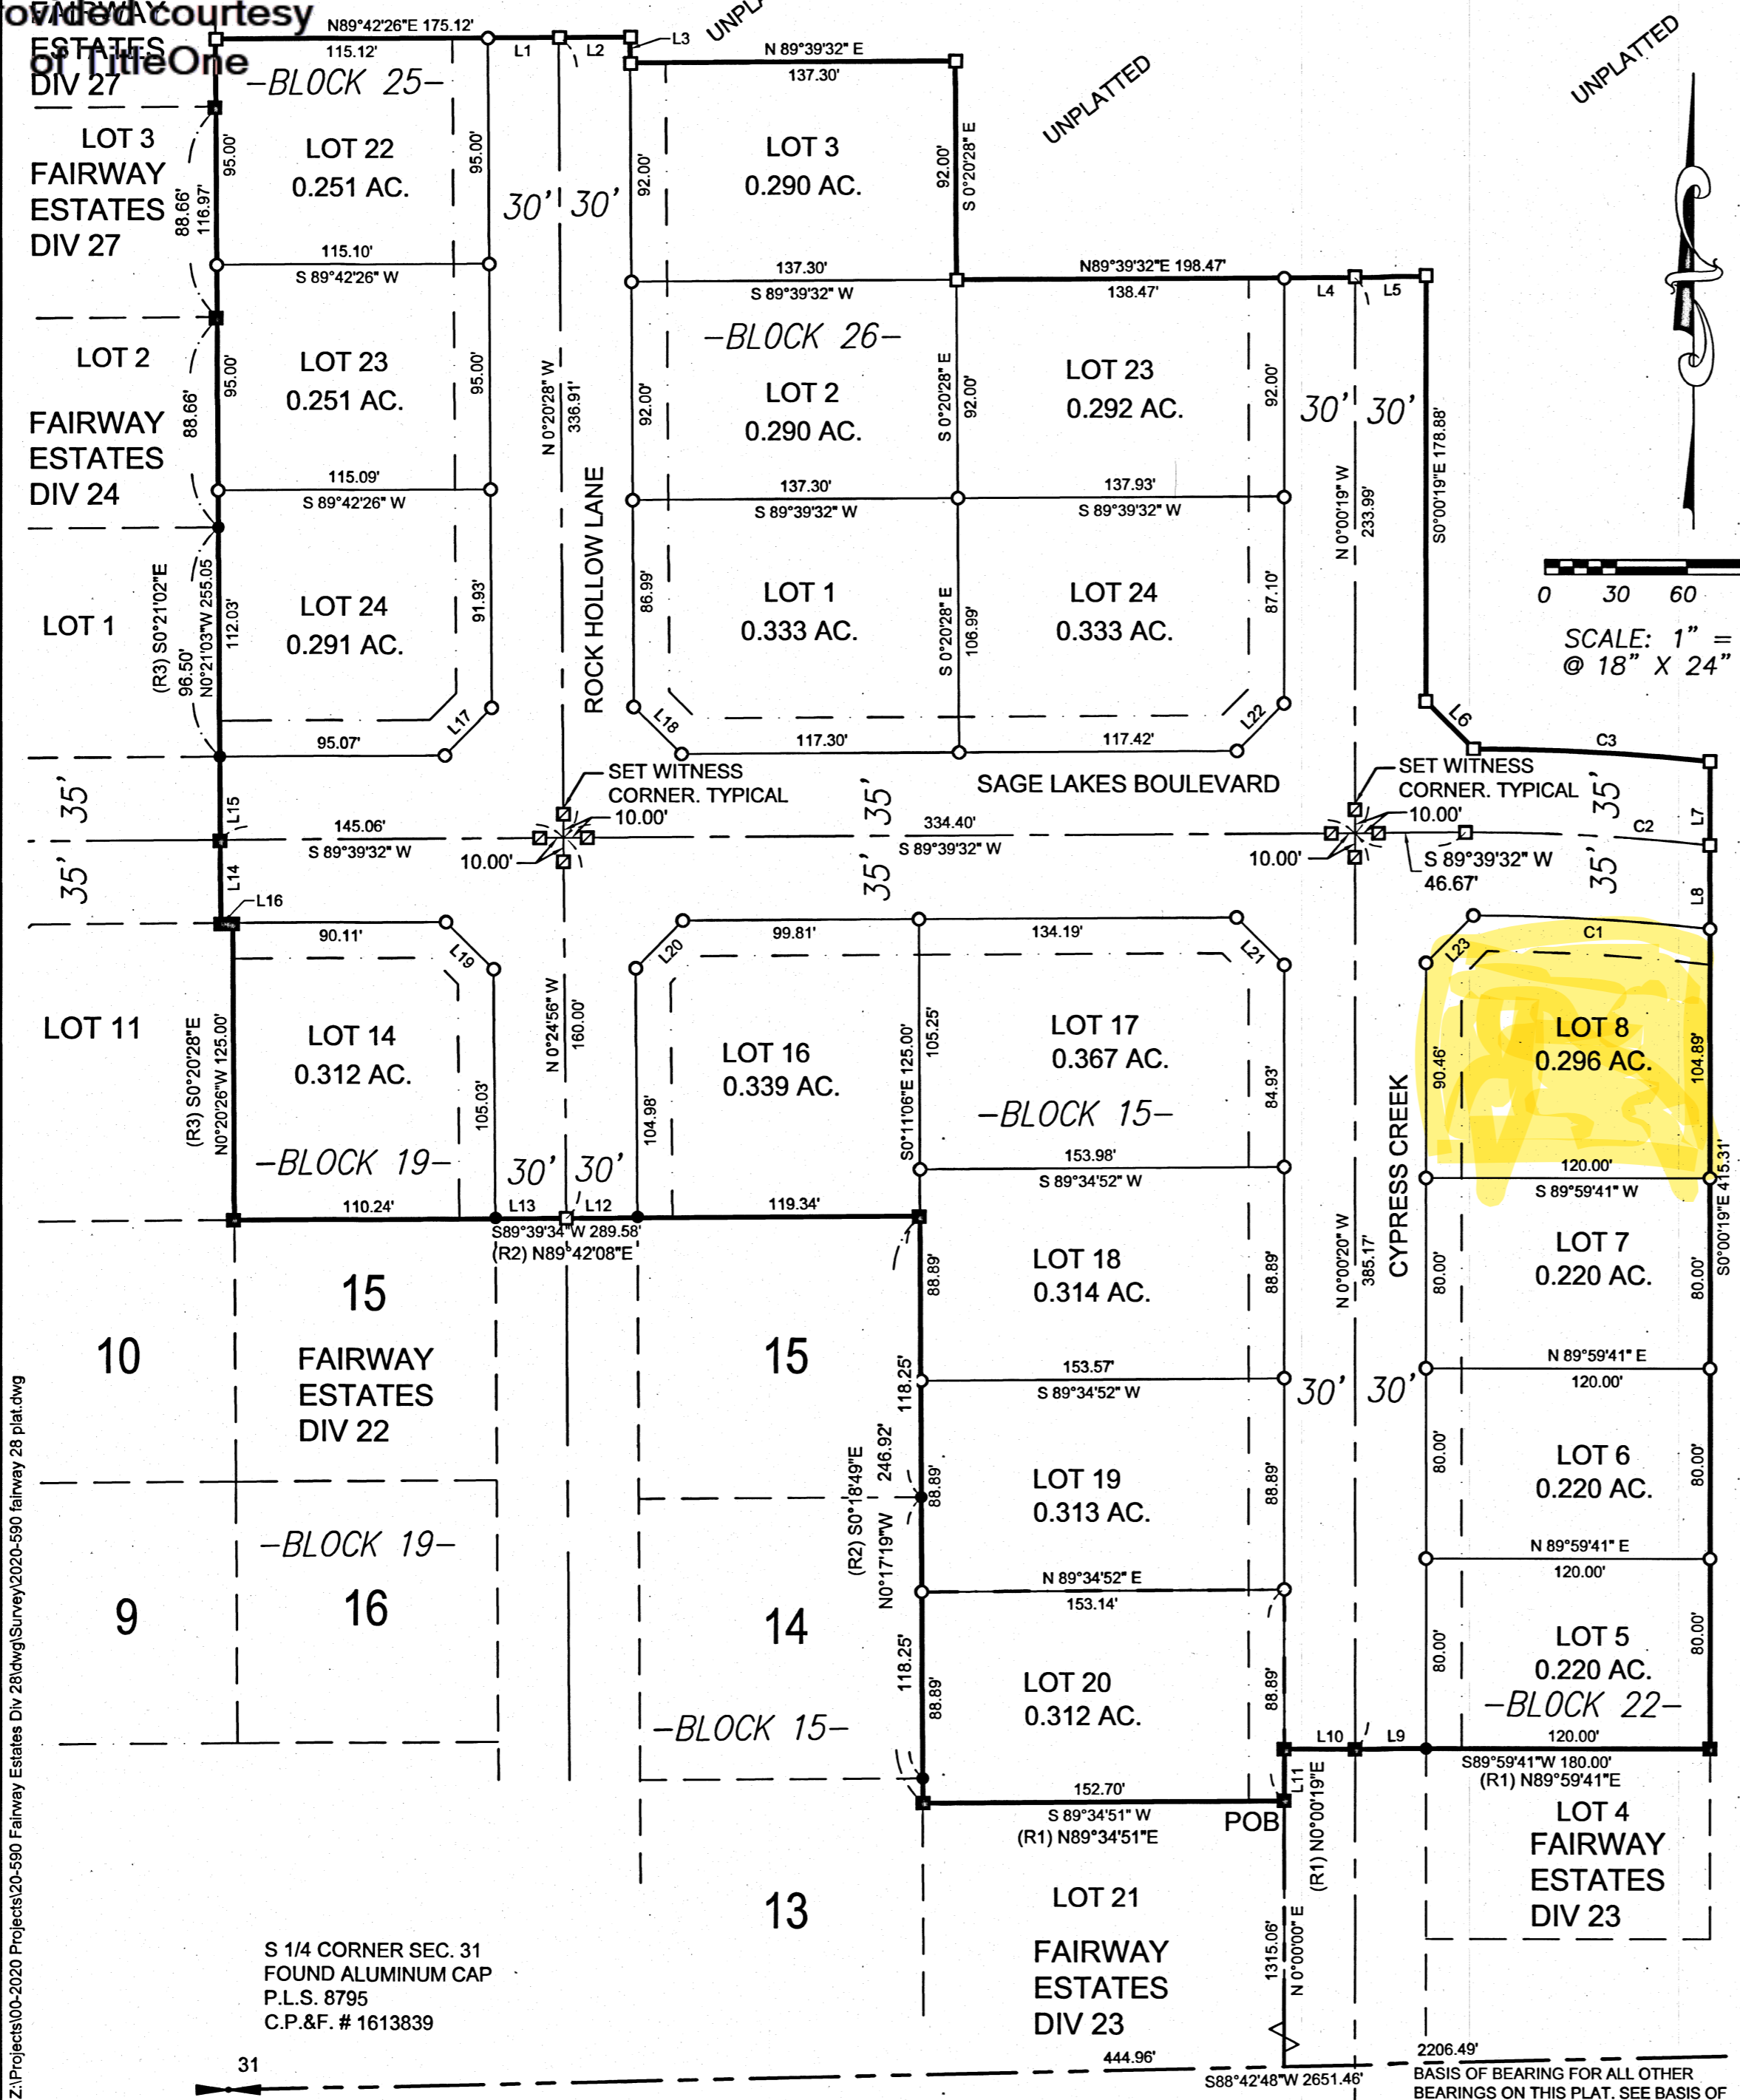 FAIRWAY
ovided courtesy
ESTATES
of TitleOne
DIV 27
N89°42'26"E 175.12'
115.12'
-BLOCK 25-
L1
L2
L3
N 89°39'32" E
137.30'
UNPLATTED
UNPLATTED
LOT 3
FAIRWAY
ESTATES
DIV 27
88.66'
116.97'
95.00'
LOT 22
0.251 AC.
95.00'
30' 30'
92.00'
LOT 3
0.290 AC.
92.00'
S 0°20'28" E
115.10'
S 89°42'26" W
137.30'
S 89°39'32" W
N89°39'32"E 198.47'
138.47'
L4
L5
LOT 2
FAIRWAY
ESTATES
DIV 24
88.66'
95.00'
LOT 23
0.251 AC.
95.00'
N 0°20'28" W
336.91'
92.00'
-BLOCK 26-
LOT 2
0.290 AC.
S 0°20'28" E
92.00'
LOT 23
0.292 AC.
92.00'
30' 30'
N 0°00'19" W
233.99'
S0°00'19"E 178.88'
115.09'
S 89°42'26" W
137.30'
S 89°39'32" W
137.93'
S 89°39'32" W
0 30 60
SCALE: 1" =
@ 18" X 24"
LOT 1
(R3) S0°21'02"E
96.50'
N0°21'03"W 255.05
112.03'
LOT 24
0.291 AC.
91.93'
ROCK HOLLOW LANE
86.99'
LOT 1
0.333 AC.
S 0°20'28" E
106.99'
LOT 24
0.333 AC.
87.10'
L17
L18
L22
L6
95.07'
117.30'
117.42'
C3
35'
L15
SET WITNESS
CORNER. TYPICAL
10.00'
35'
SAGE LAKES BOULEVARD
SET WITNESS
CORNER. TYPICAL
10.00'
35'
L7
145.06'
S 89°39'32" W
10.00'
334.40'
S 89°39'32" W
10.00'
C2
S 89°39'32" W
46.67'
35'
L14
35'
35'
L8
L16
90.11'
L19
L20
99.81'
134.19'
L21
L23
C1
LOT 11
(R3) S0°20'28"E
N0°20'26"W 125.00'
LOT 14
0.312 AC.
105.03'
N 0°24'56" W
160.00'
104.98'
LOT 16
0.339 AC.
S0°11'06"E 125.00'
105.25'
LOT 17
0.367 AC.
84.93'
-BLOCK 15-
CYPRESS CREEK
90.46'
LOT 8
0.296 AC.
104.89'
-BLOCK 19-
30' 30'
153.98'
S 89°34'52" W
120.00'
S 89°59'41" W
S0°00'19"E 415.31'
110.24'
L13
L12
119.34'
S89°39'34"W 289.58'
(R2) N89°42'08"E
10
15
FAIRWAY
ESTATES
DIV 22
15
88.89'
118.25'
LOT 18
0.314 AC.
88.89'
N 0°00'20" W
385.17'
80.00'
LOT 7
0.220 AC.
80.00'
153.57'
S 89°34'52" W
30' 30'
N 89°59'41" E
120.00'
(R2) S0°18'49"E 246.92'
N0°17'19"W
88.89'
LOT 19
0.313 AC.
88.89'
80.00'
LOT 6
0.220 AC.
80.00'
9
-BLOCK 19-
16
14
N 89°34'52" E
153.14'
N 89°59'41" E
120.00'
118.25'
88.89'
LOT 20
0.312 AC.
88.89'
80.00'
LOT 5
0.220 AC.
80.00'
-BLOCK 15-
-BLOCK 22-
L10
L9
120.00'
S89°59'41"W 180.00'
(R1) N89°59'41"E
152.70'
S 89°34'51" W
(R1) N89°34'51"E
POB
L11
(R1) N0°00'19"E
LOT 4
FAIRWAY
ESTATES
DIV 23
13
LOT 21
FAIRWAY
ESTATES
DIV 23
1315.06'
N 0°00'00" E
S 1/4 CORNER SEC. 31
FOUND ALUMINUM CAP
P.L.S. 8795
C.P.&F. # 1613839
31
444.96'
S88°42'48"W 2651.46'
2206.49'
BASIS OF BEARING FOR ALL OTHER
BEARINGS ON THIS PLAT. SEE BASIS OF
Z:\Projects\00-2020 Projects\20-590 Fairway Estates Div 28\dwg\Survey\2020-590 fairway 28 plat.dwg